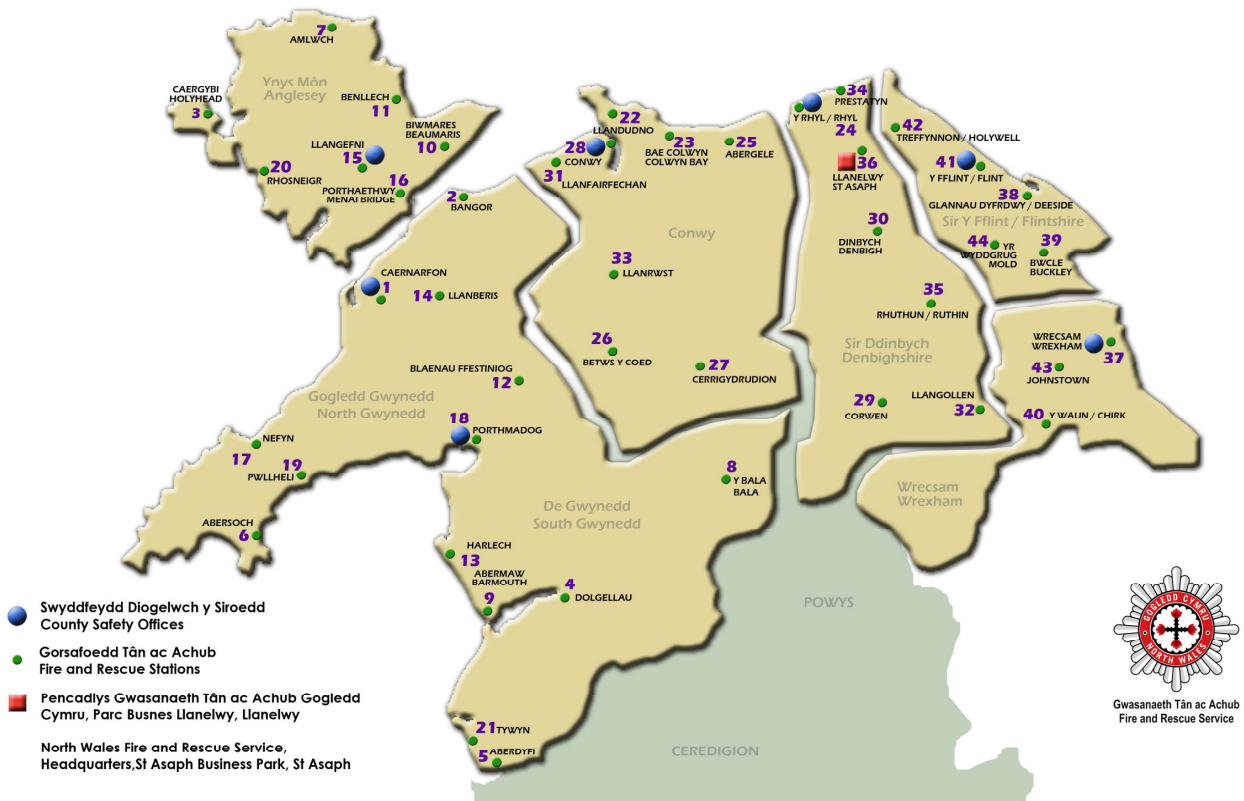 7
AMLWCH
Ynys Môn
Anglesey
CAERGYBI
HOLYHEAD
3
BENLLECH
11
BIWMARES
BEAUMARIS
10
LLANGEFNI
15
20
RHOSNEIGR
16
PORTHAETHWY
MENAI BRIDGE
2
BANGOR
CAERNARFON
1
14
LLANBERIS
BLAENAU FFESTINIOG
12
Gogledd Gwynedd
North Gwynedd
18
PORTHMADOG
NEFYN
17
19
PWLLHELI
ABERSOCH
6
22
LLANDUDNO
28
CONWY
31
LLANFAIRFECHAN
23
BAE COLWYN
COLWYN BAY
25
ABERGELE
Conwy
33
LLANRWST
26
BETWS Y COED
27
CERRIGYDRUDION
34
PRESTATYN
Y RHYL / RHYL
24
36
LLANELWY
ST ASAPH
30
DINBYCH
DENBIGH
35
RHUTHUN / RUTHIN
Sir Ddinbych
Denbighshire
29
CORWEN
LLANGOLLEN
32
42
TREFFYNNON / HOLYWELL
41
Y FFLINT / FLINT
38
GLANNAU DYFRDWY / DEESIDE
Sir Y Fflint / Flintshire
44
YR
WYDDGRUG
MOLD
39
BWCLE
BUCKLEY
WRECSAM
WREXHAM
37
43
JOHNSTOWN
40
Y WAUN / CHIRK
Wrecsam
Wrexham
8
Y BALA
BALA
De Gwynedd
South Gwynedd
HARLECH
13
ABERMAW
BARMOUTH
9
4
DOLGELLAU
21
TYWYN
5
ABERDYFI
POWYS
CEREDIGION
Swyddfeydd Diogelwch y Siroedd
County Safety Offices
Gorsafoedd Tân ac Achub
Fire and Rescue Stations
Pencadlys Gwasanaeth Tân ac Achub Gogledd
Cymru, Parc Busnes Llanelwy, Llanelwy
North Wales Fire and Rescue Service,
Headquarters,St Asaph Business Park, St Asaph
GOGLEDD CYMRU
NORTH WALES
Gwasanaeth Tân ac Achub
Fire and Rescue Service